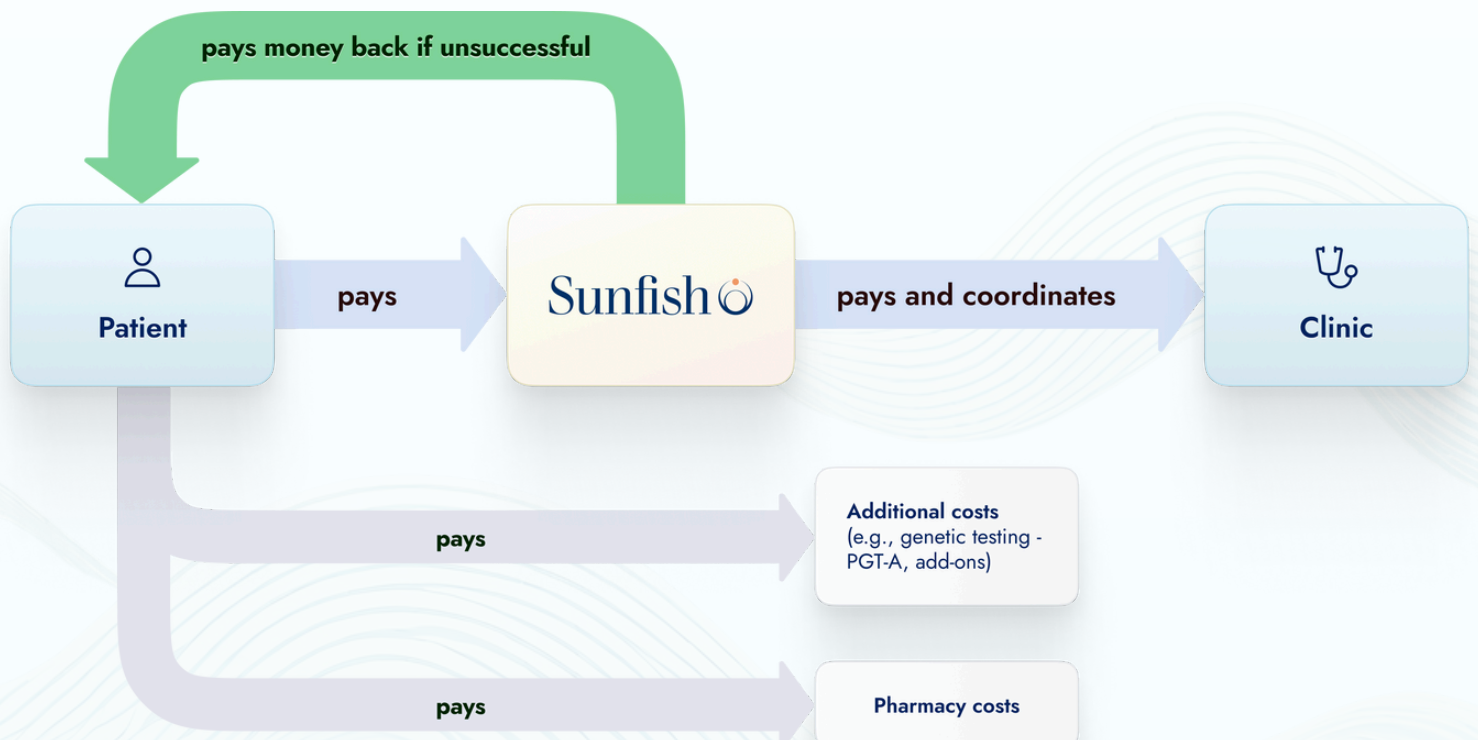 pays money back if unsuccessful
Patient
pays
Sunfish
pays and coordinates
Clinic
pays
Additional costs
(e.g., genetic testing -
PGT-A, add-ons)
pays
Pharmacy costs